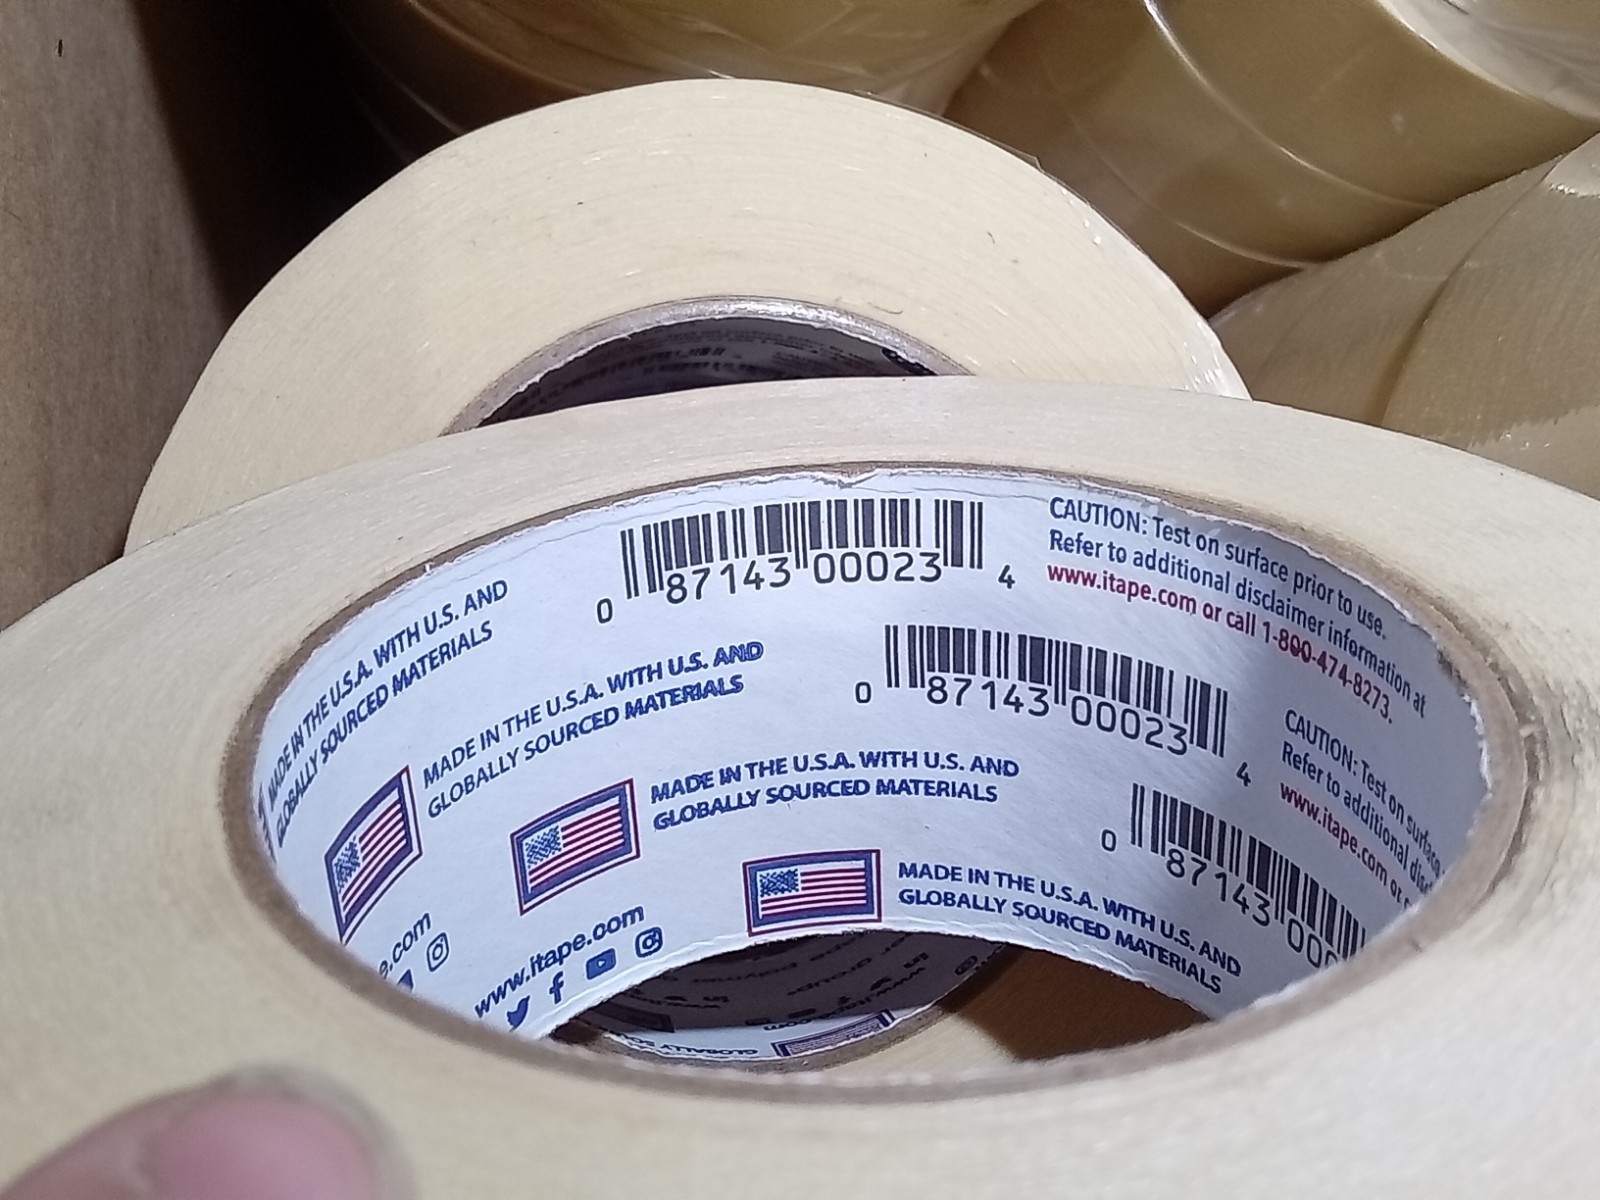 MADE IN THE U.S.A. WITH U.S. AND
GLOBALLY SOURCED MATERIALS
0 87143 00023 4
CAUTION: Test on surface prior to use.
Refer to additional disclaimer information at
www.itape.com or call 1-800-474-8273.
MADE IN THE U.S.A. WITH U.S. AND
GLOBALLY SOURCED MATERIALS
0 87143 00023 4
CAUTION: Test on surface
Refer to additional
www.itape.com or
MADE IN THE U.S.A. WITH U.S. AND
GLOBALLY SOURCED MATERIALS
0 87143 000
MADE IN THE U.S.A. WITH U.S. AND
GLOBALLY SOURCED MATERIALS
e.com
www.itape.com
GLOBALLY